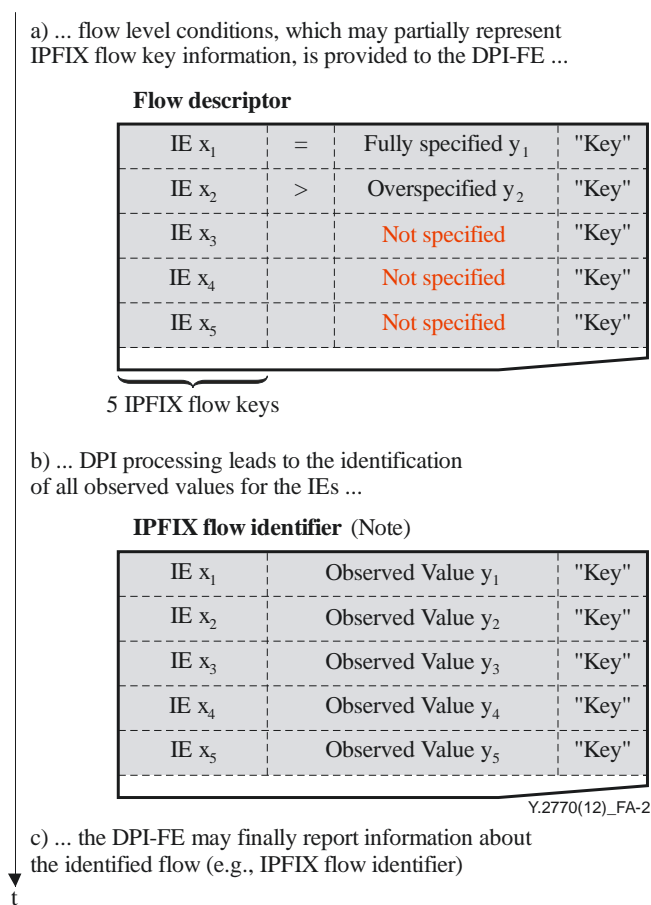 a) ... flow level conditions, which may partially represent
IPFIX flow key information, is provided to the DPI-FE ...
Flow descriptor
IE x₁ = Fully specified y₁ "Key"
IE x₂ > Overspecified y₂ "Key"
IE x₃ Not specified "Key"
IE x₄ Not specified "Key"
IE x₅ Not specified "Key"
5 IPFIX flow keys
b) ... DPI processing leads to the identification
of all observed values for the IEs ...
IPFIX flow identifier (Note)
IE x₁ Observed Value y₁ "Key"
IE x₂ Observed Value y₂ "Key"
IE x₃ Observed Value y₃ "Key"
IE x₄ Observed Value y₄ "Key"
IE x₅ Observed Value y₅ "Key"
Y.2770(12)_FA-2
c) ... the DPI-FE may finally report information about
the identified flow (e.g., IPFIX flow identifier)
t